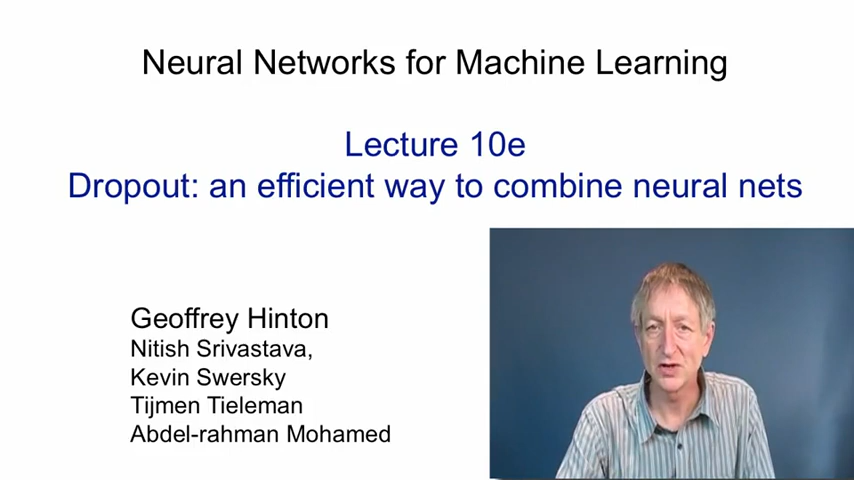 Neural Networks for Machine Learning
Lecture 10e
Dropout: an efficient way to combine neural nets
Geoffrey Hinton
Nitish Srivastava,
Kevin Swersky
Tijmen Tieleman
Abdel-rahman Mohamed